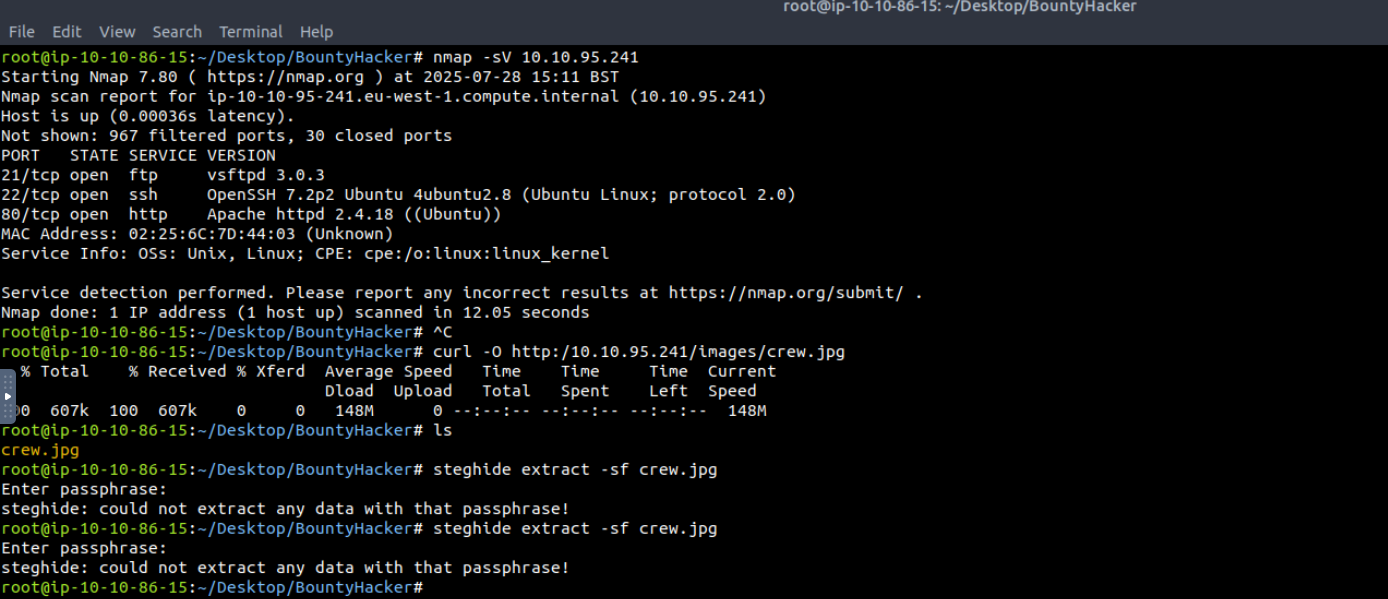 root@ip-10-10-86-15: ~/Desktop/BountyHacker
File Edit View Search Terminal Help
root@ip-10-10-86-15:~/Desktop/BountyHacker# nmap -sV 10.10.95.241
Starting Nmap 7.80 ( https://nmap.org ) at 2025-07-28 15:11 BST
Nmap scan report for ip-10-10-95-241.eu-west-1.compute.internal (10.10.95.241)
Host is up (0.00036s latency).
Not shown: 967 filtered ports, 30 closed ports
PORT   STATE SERVICE VERSION
21/tcp open  ftp     vsftpd 3.0.3
22/tcp open  ssh     OpenSSH 7.2p2 Ubuntu 4ubuntu2.8 (Ubuntu Linux; protocol 2.0)
80/tcp open  http    Apache httpd 2.4.18 ((Ubuntu))
MAC Address: 02:25:6C:7D:44:03 (Unknown)
Service Info: OSs: Unix, Linux; CPE: cpe:/o:linux:linux_kernel
Service detection performed. Please report any incorrect results at https://nmap.org/submit/ .
Nmap done: 1 IP address (1 host up) scanned in 12.05 seconds
root@ip-10-10-86-15:~/Desktop/BountyHacker# ^C
root@ip-10-10-86-15:~/Desktop/BountyHacker# curl -O http:/10.10.95.241/images/crew.jpg
  % Total    % Received % Xferd  Average Speed   Time    Time     Time  Current
                                 Dload  Upload   Total   Spent    Left  Speed
00  607k  100  607k    0     0   148M      0 --:--:-- --:--:-- --:--:--  148M
root@ip-10-10-86-15:~/Desktop/BountyHacker# ls
crew.jpg
root@ip-10-10-86-15:~/Desktop/BountyHacker# steghide extract -sf crew.jpg
Enter passphrase:
steghide: could not extract any data with that passphrase!
root@ip-10-10-86-15:~/Desktop/BountyHacker# steghide extract -sf crew.jpg
Enter passphrase:
steghide: could not extract any data with that passphrase!
root@ip-10-10-86-15:~/Desktop/BountyHacker#